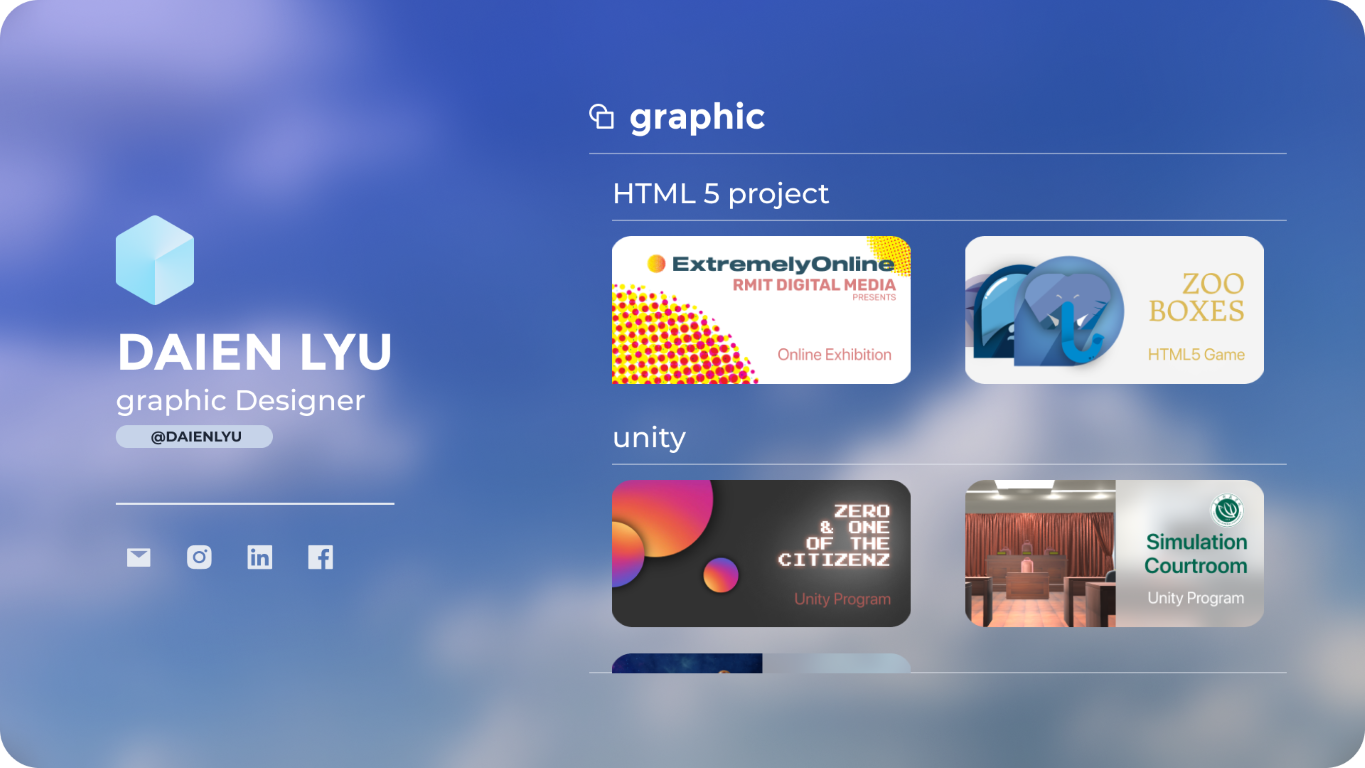 DAIEN LYU
graphic Designer
@DAIENLYU
graphic
HTML 5 project
ExtremelyOnline
RMIT DIGITAL MEDIA
PRESENTS
Online Exhibition
ZOO
BOXES
HTML5 Game
unity
ZERO
& ONE
OF THE
CITIZENZ
Unity Program
Simulation
Courtroom
Unity Program